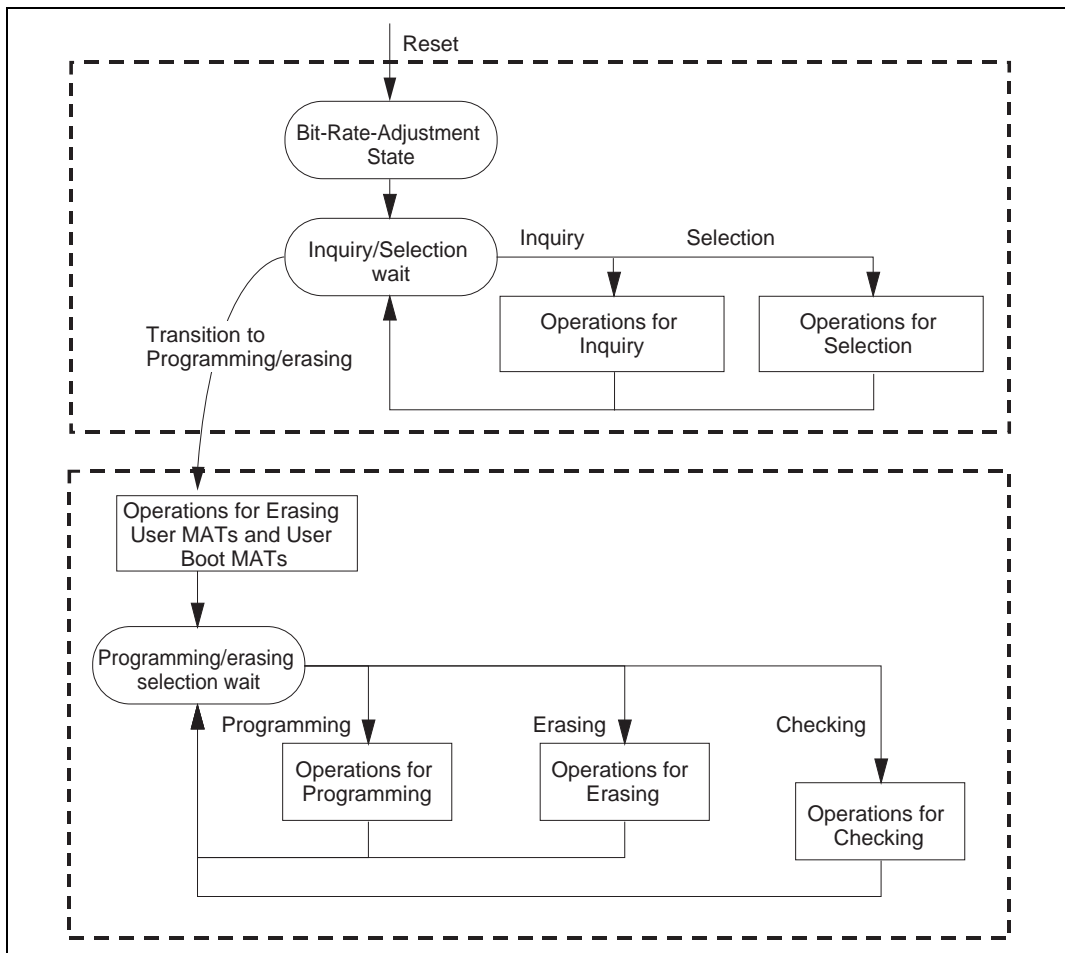 Reset
Bit-Rate-Adjustment
State
Inquiry/Selection
wait
Inquiry
Selection
Operations for
Inquiry
Operations for
Selection
Transition to
Programming/erasing
Operations for Erasing
User MATs and User
Boot MATs
Programming/erasing
selection wait
Programming
Erasing
Checking
Operations for
Programming
Operations for
Erasing
Operations for
Checking